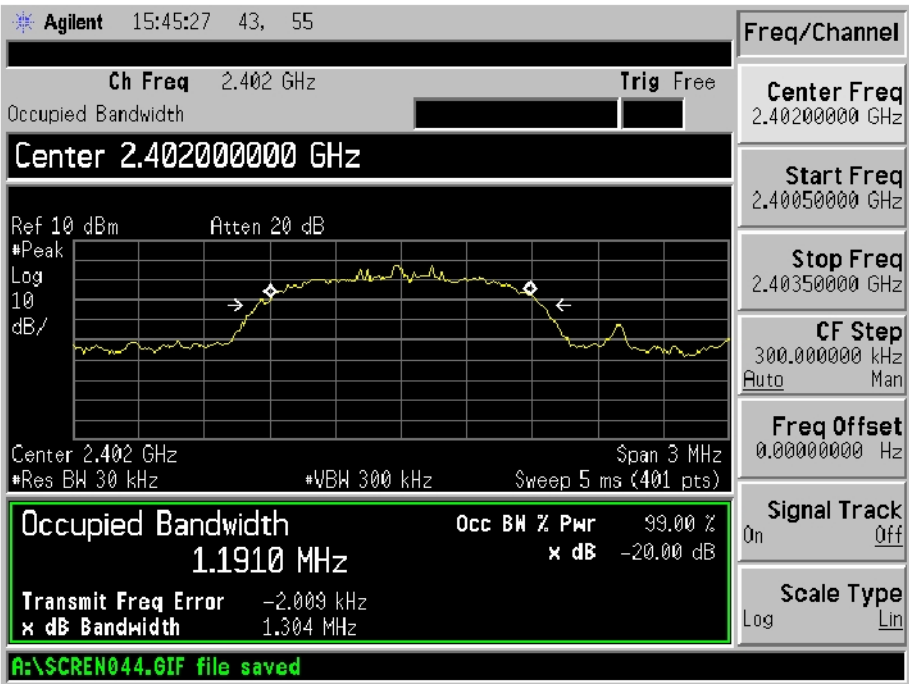 Agilent 15:45:27 43, 55
Freq/Channel
Ch Freq 2.402 GHz Trig Free
Occupied Bandwidth
Center 2.402000000 GHz
Center Freq
2.40200000 GHz
Start Freq
2.40050000 GHz
Stop Freq
2.40350000 GHz
CF Step
300.000000 kHz
Auto Man
Freq Offset
0.00000000 Hz
Signal Track
On Off
Scale Type
Log Lin
Ref 10 dBm Atten 20 dB
#Peak
Log
10
dB/
Center 2.402 GHz Span 3 MHz
#Res BW 30 kHz #VBW 300 kHz Sweep 5 ms (401 pts)
Occupied Bandwidth Occ BW % Pwr 99.00 %
1.1910 MHz x dB -20.00 dB
Transmit Freq Error -2.009 kHz
x dB Bandwidth 1.304 MHz
A:\SCREN044.GIF file saved